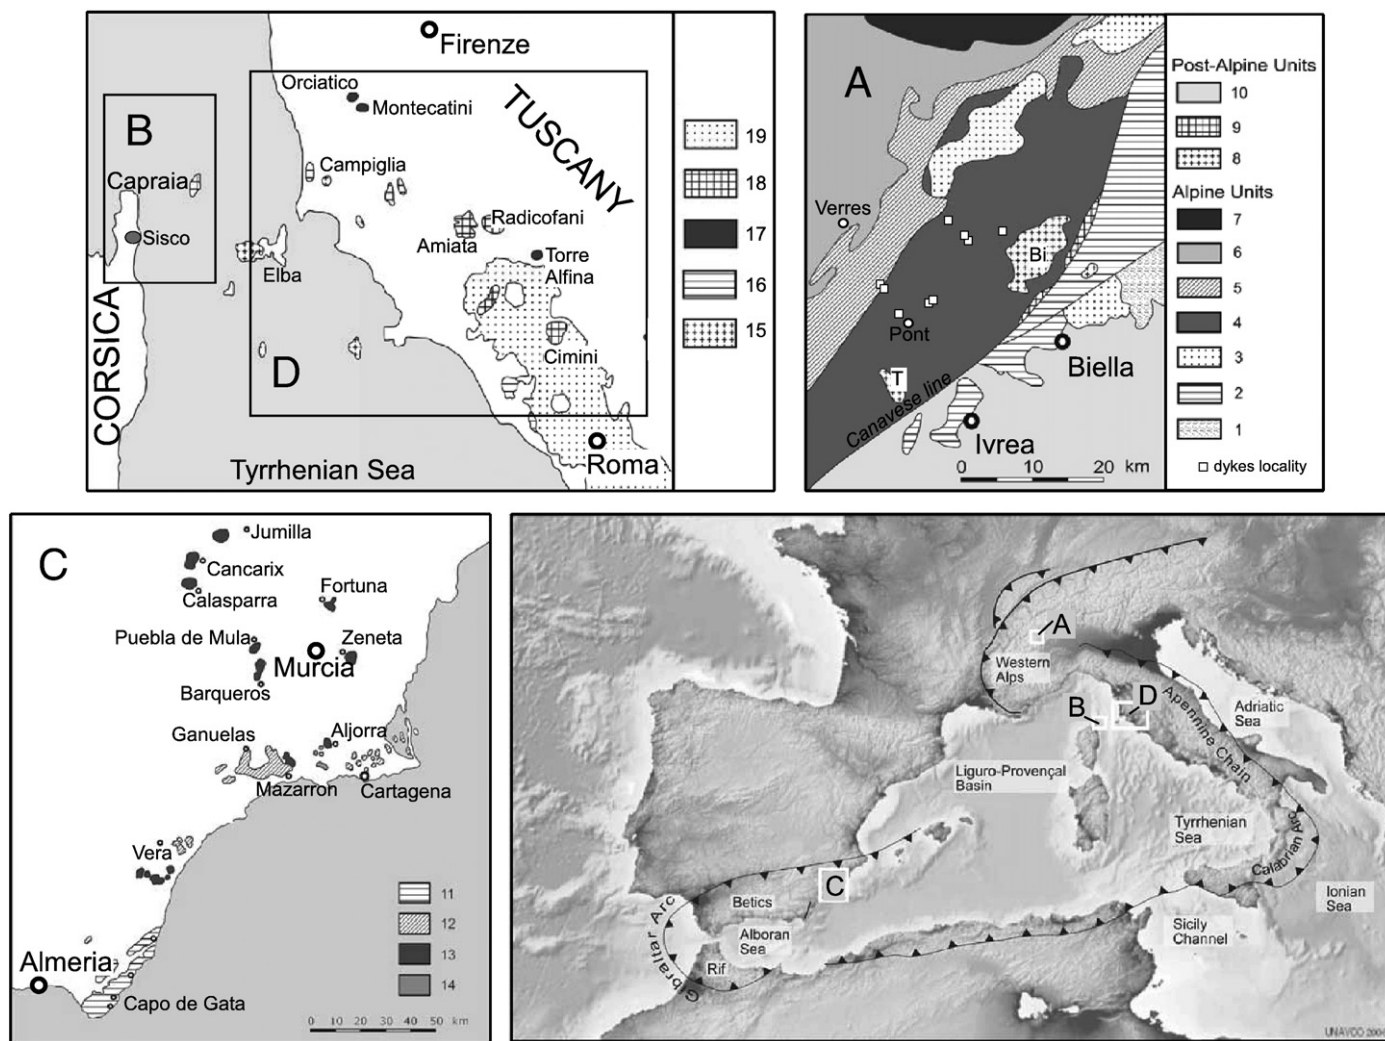 Firenze
Orciatico
Montecatini
TUSCANY
B
Campiglia
Capraia
Radicofani
Amiata
Sisco
Torre
Alfina
Elba
Cimini
D
CORSICA
Roma
Tyrrhenian Sea
19
18
17
16
15
A
Verres
Bi
Pont
T
Biella
Canavese line
Ivrea
0 10 20 km
Post-Alpine Units
10
9
8
Alpine Units
7
6
5
4
3
2
1
dykes locality
C
Jumilla
Cancarix
Calasparra
Fortuna
Puebla de Mula
Zeneta
Murcia
Barqueros
Ganuelas
Aljorra
Mazarron
Cartagena
Vera
11
12
13
14
Almeria
Capo de Gata
0 10 20 30 40 50 km
A
Western
Alps
B
D
Apennine Chain
Adriatic
Sea
Liguro-Provençal
Basin
Tyrrhenian
Sea
Calabrian Arc
C
Betics
Ionian
Sea
Gibraltar Arc
Alboran
Sea
Sicily
Channel
Rif